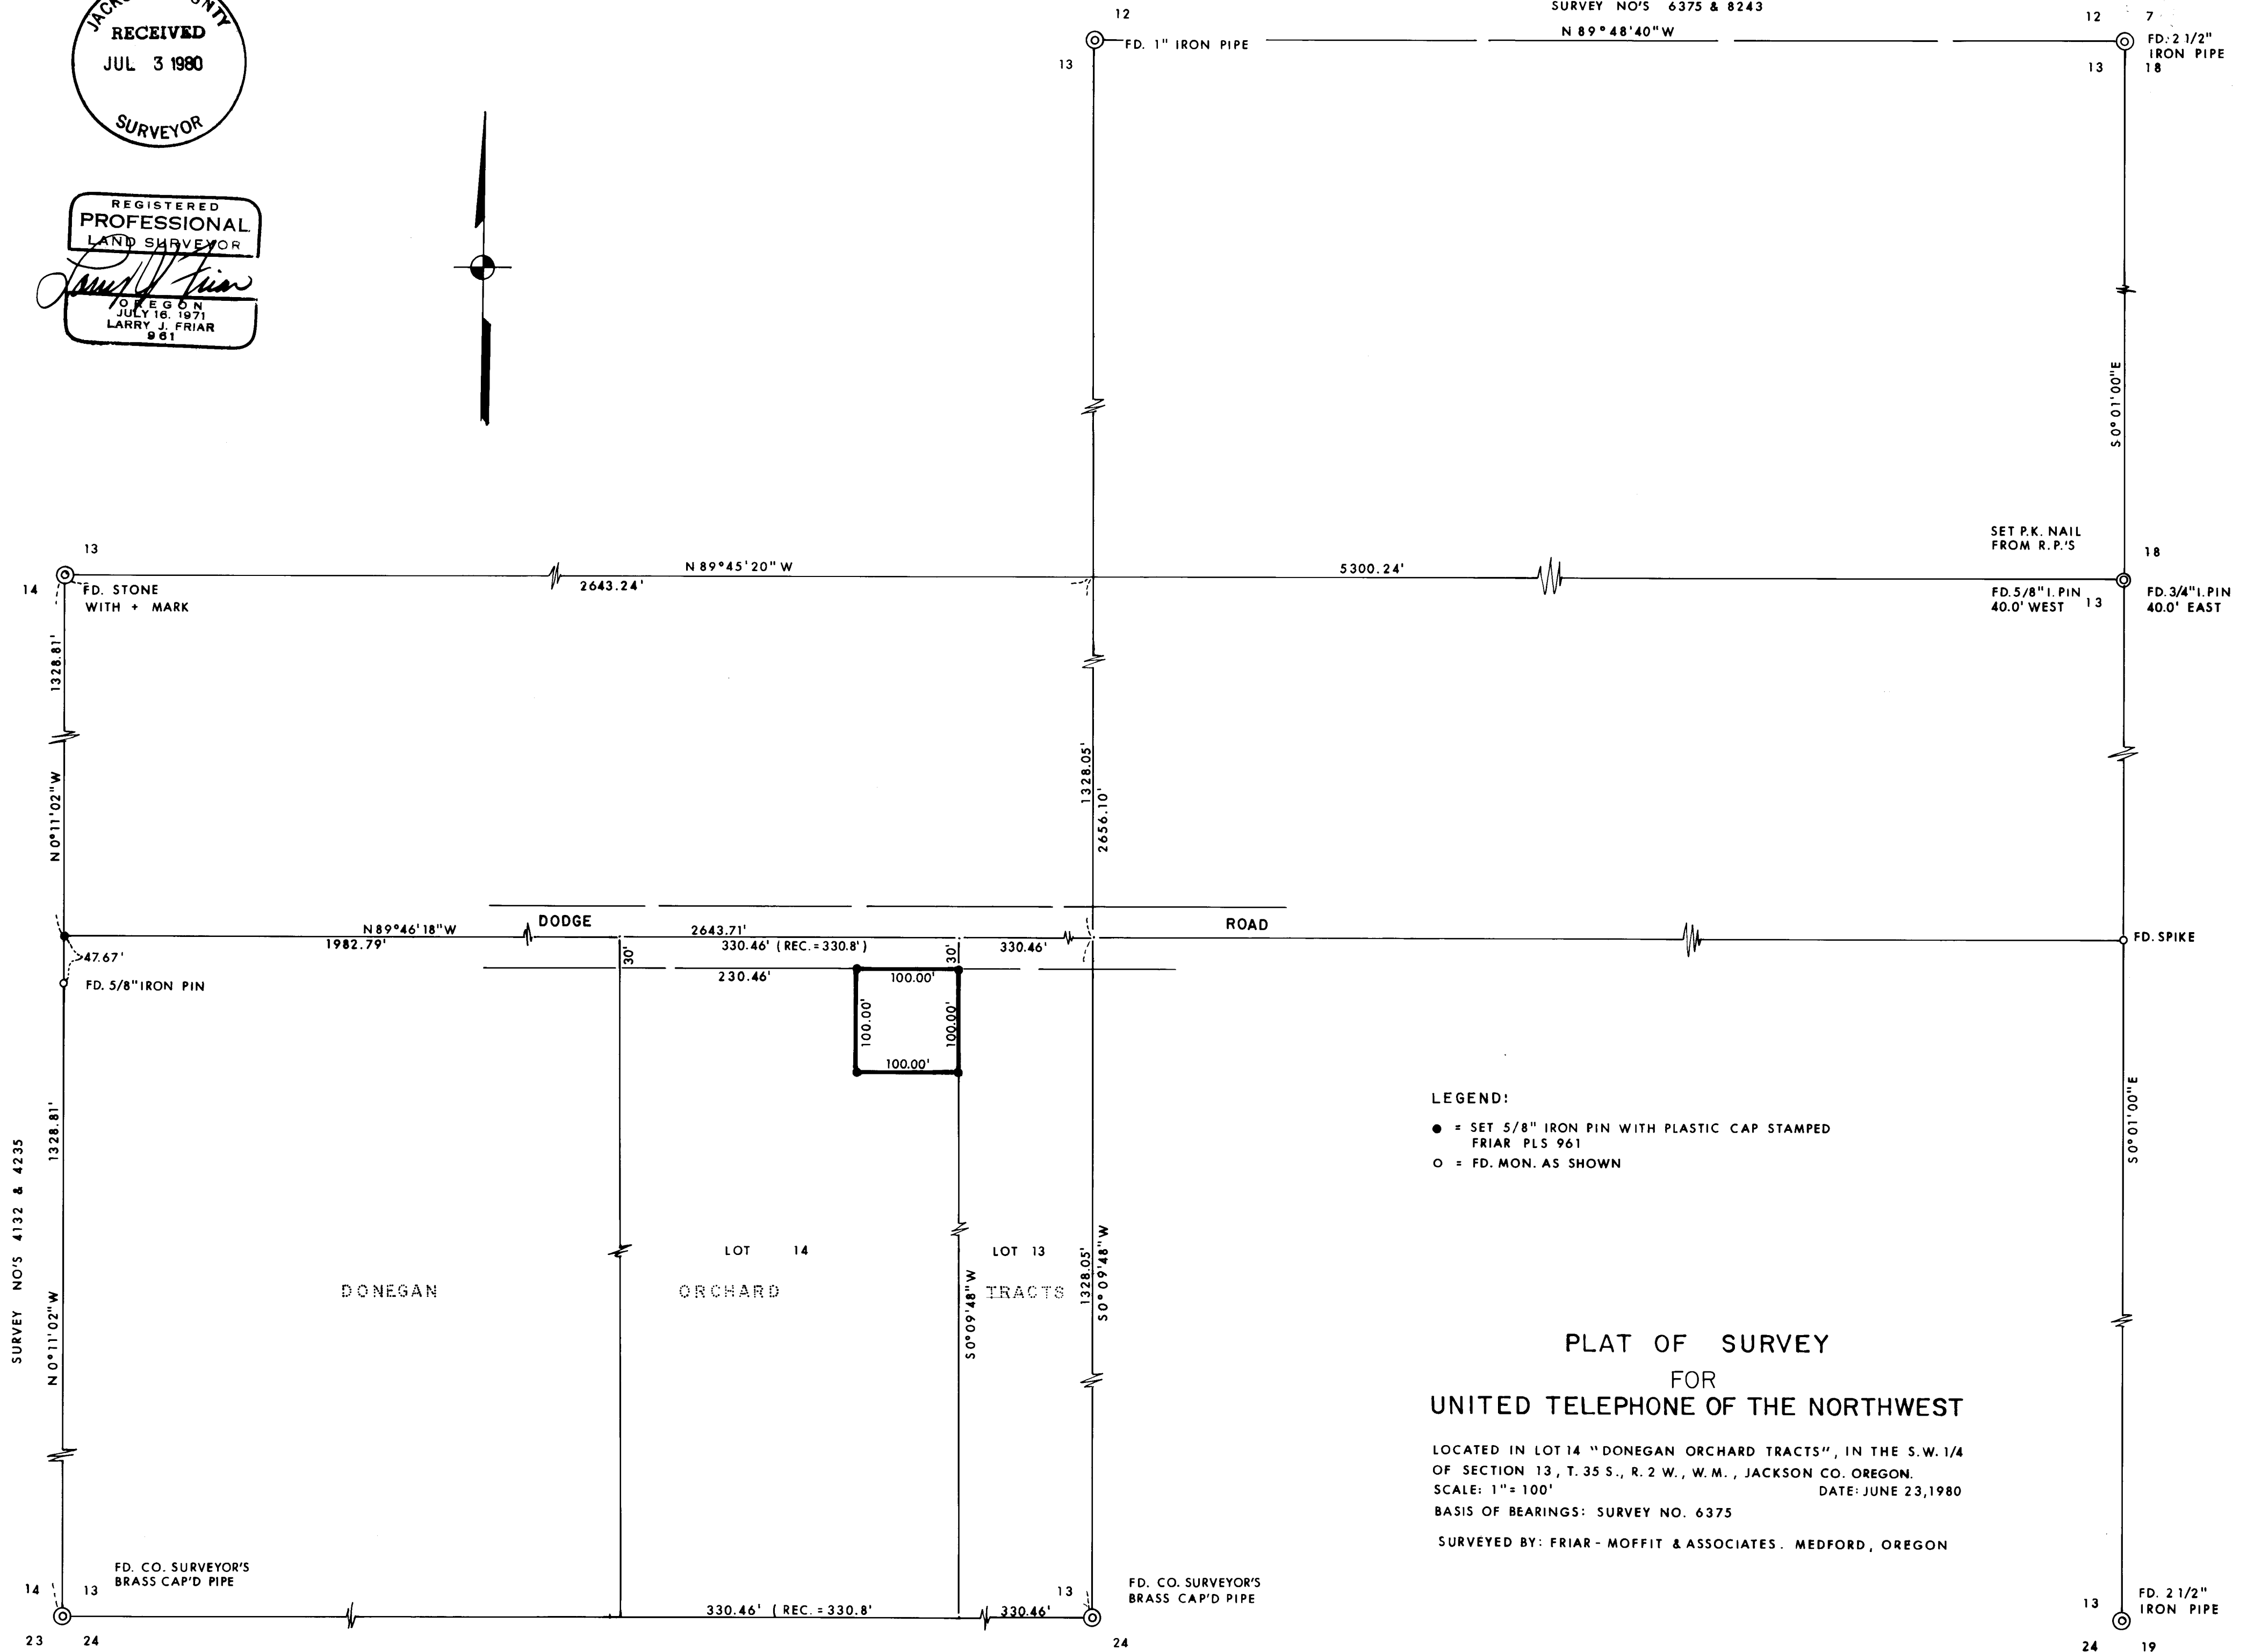 JACKSON COUNTY
RECEIVED
JUL 3 1980
SURVEYOR
REGISTERED
PROFESSIONAL
LAND SURVEYOR
Larry J. Friar
OREGON
JULY 16, 1971
LARRY J. FRIAR
961
SURVEY NO'S 6375 & 8243
N 89°48'40"W
12
13
FD. 1" IRON PIPE
12
7
13
18
FD. 2 1/2"
IRON PIPE
S 0°01'00"E
13
14
FD. STONE
WITH + MARK
N 89°45'20"W
2643.24'
5300.24'
SET P.K. NAIL
FROM R.P.'S
18
FD. 5/8" I. PIN
40.0' WEST
13
FD. 3/4" I. PIN
40.0' EAST
1328.81'
N 0°11'02"W
1328.05'
2656.10'
N 89°46'18"W
1982.79'
DODGE
2643.71'
330.46' (REC. = 330.8')
330.46'
ROAD
FD. SPIKE
47.67'
FD. 5/8" IRON PIN
30'
30'
230.46'
100.00'
100.00'
100.00'
100.00'
LEGEND:
● = SET 5/8" IRON PIN WITH PLASTIC CAP STAMPED
FRIAR PLS 961
○ = FD. MON. AS SHOWN
S 0°01'00"E
SURVEY NO'S 4132 & 4235
1328.81'
N 0°11'02"W
LOT 14
LOT 13
DONEGAN ORCHARD TRACTS
S 0°09'48"W
1328.05'
S 0°09'48"W
PLAT OF SURVEY
FOR
UNITED TELEPHONE OF THE NORTHWEST
LOCATED IN LOT 14 "DONEGAN ORCHARD TRACTS", IN THE S.W. 1/4
OF SECTION 13, T. 35 S., R. 2 W., W.M., JACKSON CO. OREGON.
SCALE: 1" = 100' DATE: JUNE 23, 1980
BASIS OF BEARINGS: SURVEY NO. 6375
SURVEYED BY: FRIAR - MOFFIT & ASSOCIATES. MEDFORD, OREGON
FD. CO. SURVEYOR'S
BRASS CAP'D PIPE
14
13
23
24
330.46' (REC. = 330.8'
330.46'
13
24
FD. CO. SURVEYOR'S
BRASS CAP'D PIPE
13
24
19
FD. 2 1/2"
IRON PIPE